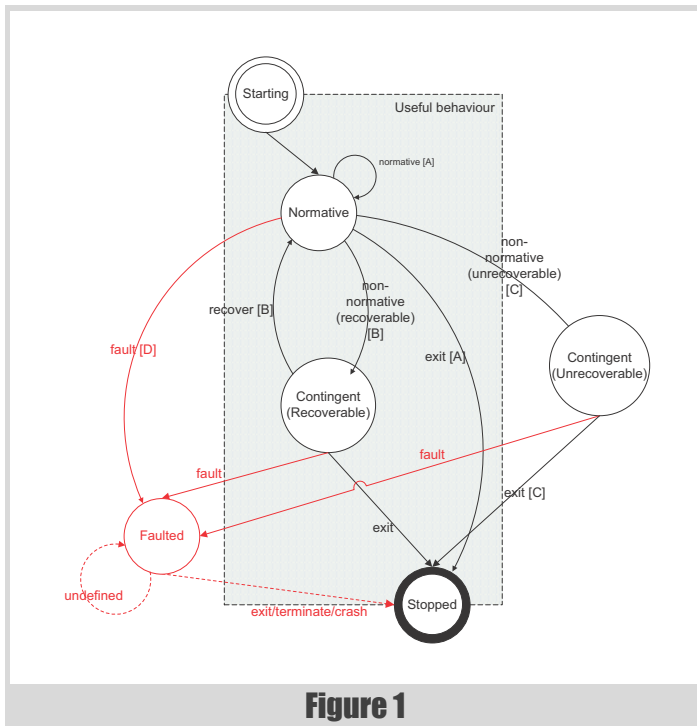 Starting
Useful behaviour
normative [A]
Normative
non-
normative
(unrecoverable)
[C]
non-
normative
(recoverable)
[B]
recover [B]
fault [D]
exit [A]
Contingent
(Unrecoverable)
Contingent
(Recoverable)
fault
fault
exit [C]
exit
Faulted
undefined
exit/terminate/crash
Stopped
Figure 1